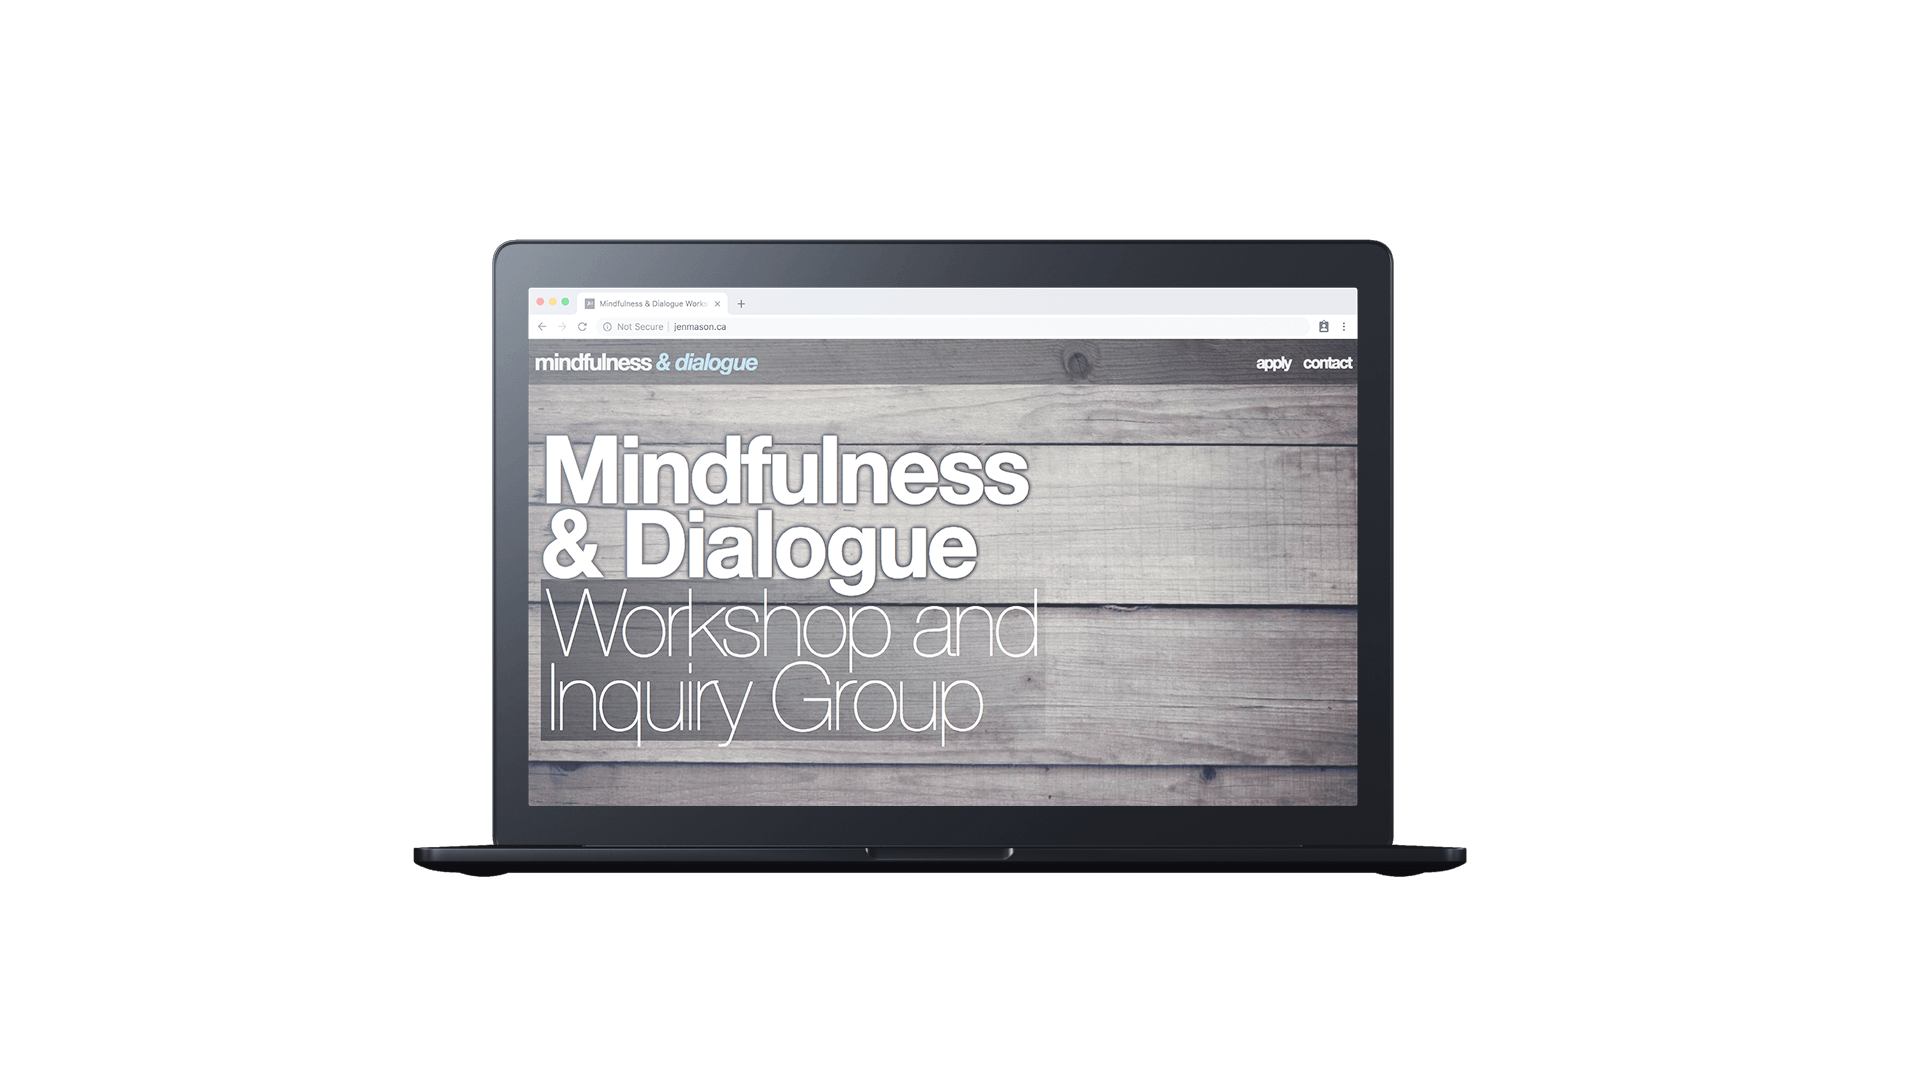 Mindfulness & Dialogue Works
Not Secure | jenmason.ca
mindfulness & dialogue
apply contact
Mindfulness
& Dialogue
Workshop and
Inquiry Group